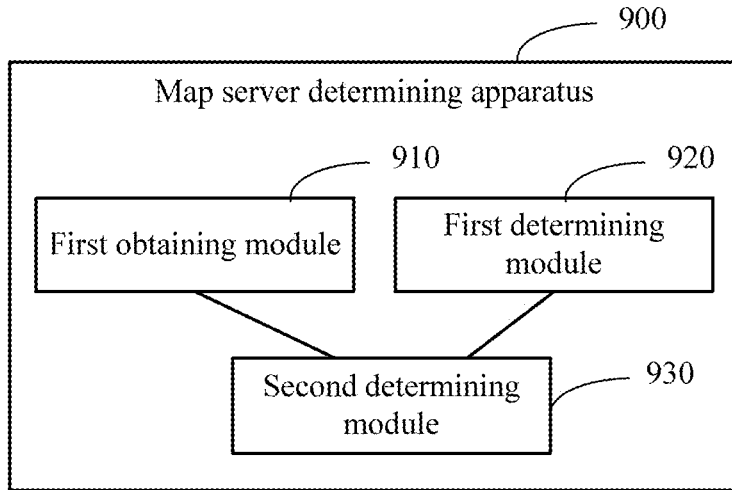 900
Map server determining apparatus
910
920
First obtaining module
First determining
module
Second determining
module
930